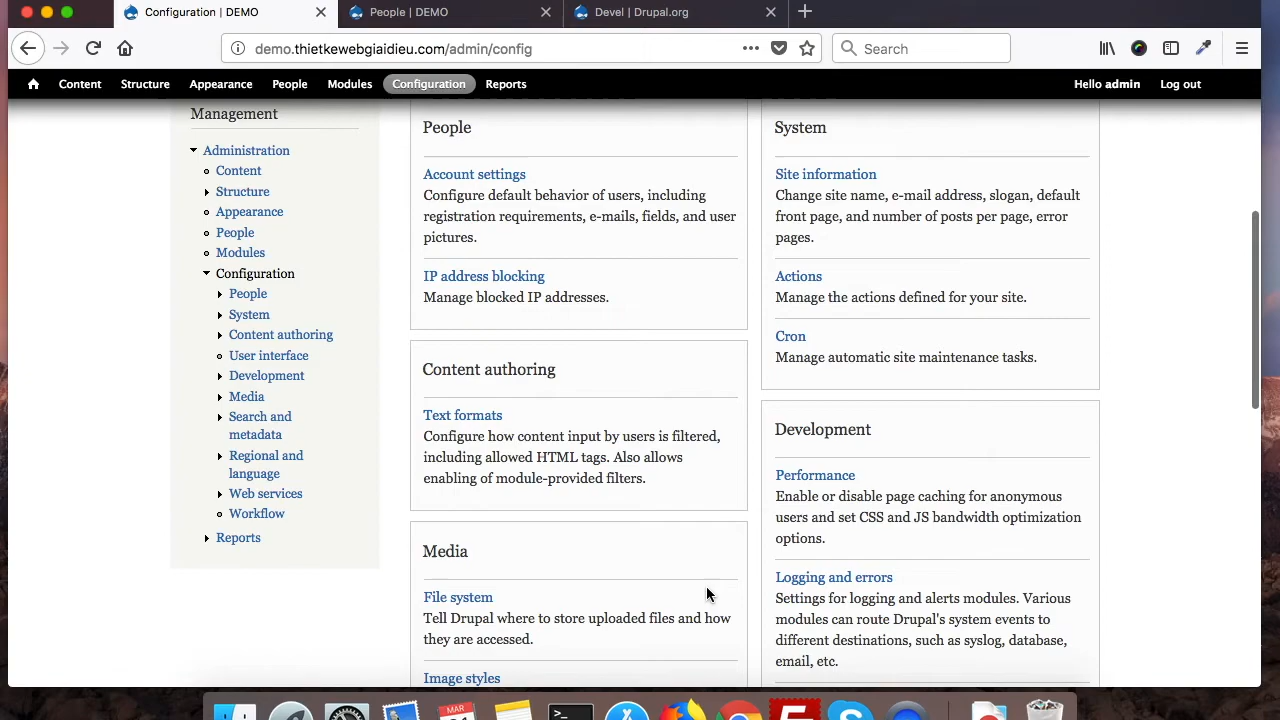 Configuration | DEMO
People | DEMO
Devel | Drupal.org
demo.thietkewebgiaidieu.com/admin/config
Search
Content
Structure
Appearance
People
Modules
Configuration
Reports
Hello admin
Log out
Management
Administration
Content
Structure
Appearance
People
Modules
Configuration
People
System
Content authoring
User interface
Development
Media
Search and
metadata
Regional and
language
Web services
Workflow
Reports
People
Account settings
Configure default behavior of users, including
registration requirements, e-mails, fields, and user
pictures.
IP address blocking
Manage blocked IP addresses.
Content authoring
Text formats
Configure how content input by users is filtered,
including allowed HTML tags. Also allows
enabling of module-provided filters.
Media
File system
Tell Drupal where to store uploaded files and how
they are accessed.
Image styles
System
Site information
Change site name, e-mail address, slogan, default
front page, and number of posts per page, error
pages.
Actions
Manage the actions defined for your site.
Cron
Manage automatic site maintenance tasks.
Development
Performance
Enable or disable page caching for anonymous
users and set CSS and JS bandwidth optimization
options.
Logging and errors
Settings for logging and alerts modules. Various
modules can route Drupal's system events to
different destinations, such as syslog, database,
email, etc.
MAR